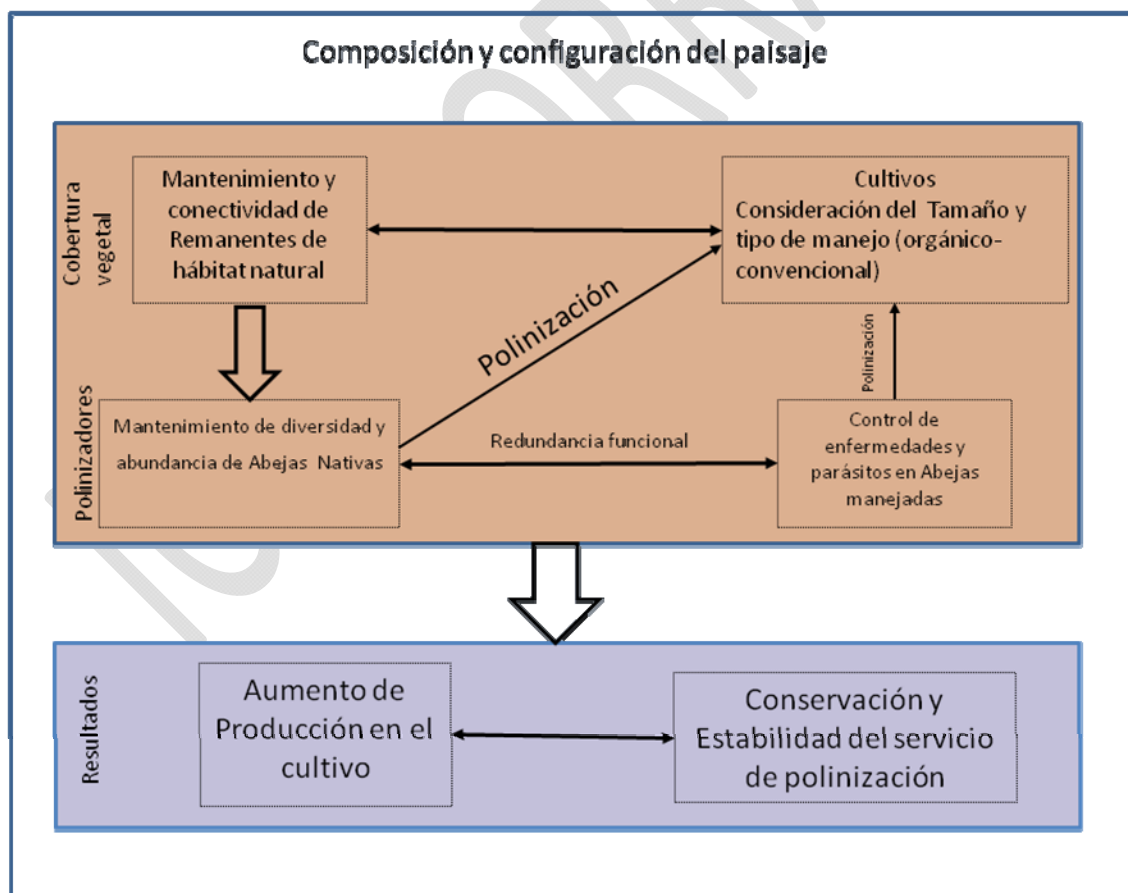 Composición y configuración del paisaje
Cobertura
vegetal
Mantenimiento y
conectividad de
Remanentes de
hábitat natural
Cultivos
Consideración del Tamaño y
tipo de manejo (orgánico-
convencional)
Polinización
Polinización
Polinizadores
Mantenimiento de diversidad y
abundancia de Abejas Nativas
Redundancia funcional
Control de
enfermedades y
parásitos en Abejas
manejadas
Resultados
Aumento de
Producción en el
cultivo
Conservación y
Estabilidad del servicio
de polinización